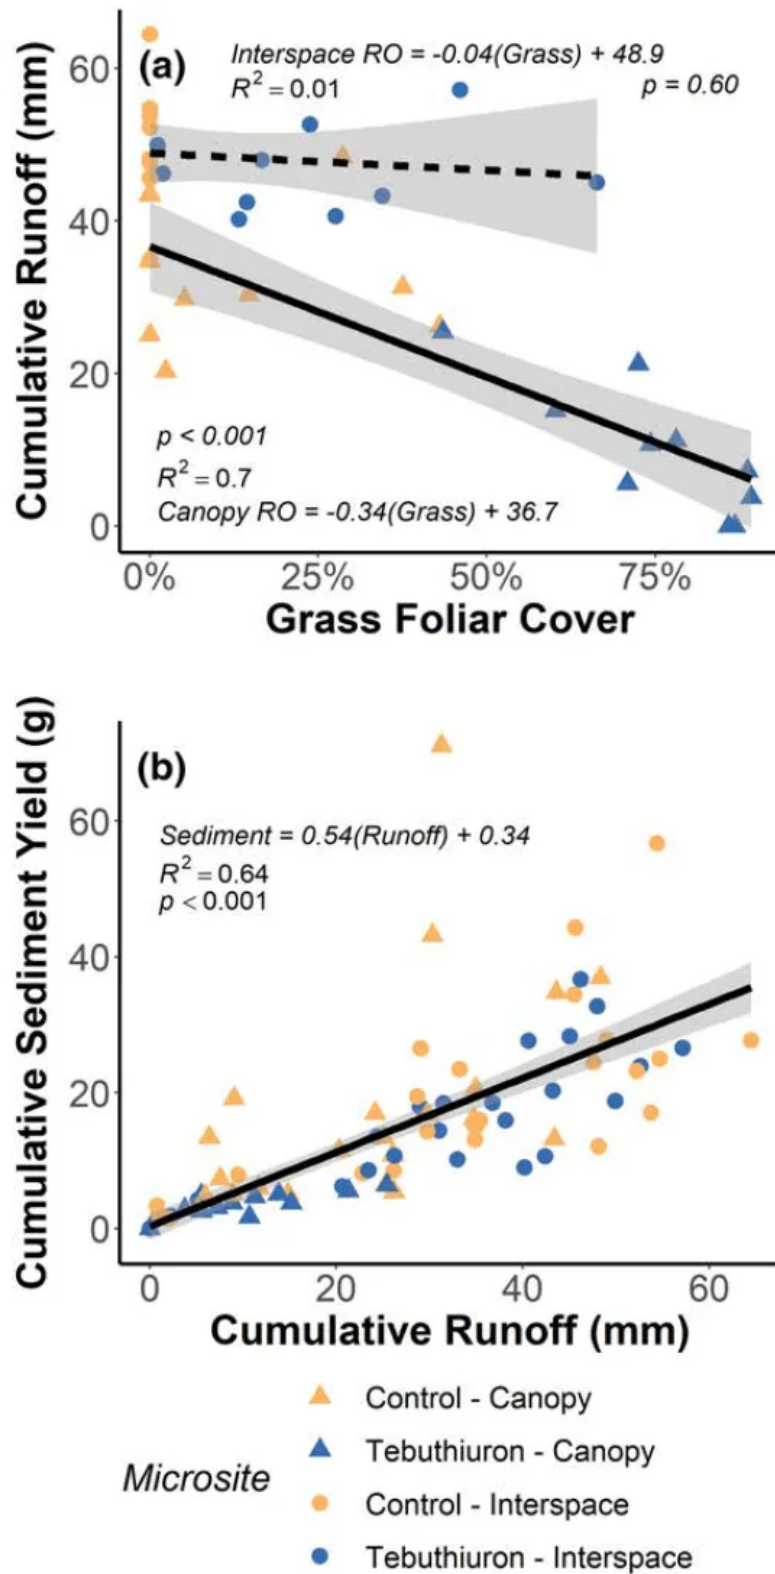 Cumulative Runoff (mm)
60
40
20
0
(a)
Interspace RO = -0.04(Grass) + 48.9
R² = 0.01
p = 0.60
p < 0.001
R² = 0.7
Canopy RO = -0.34(Grass) + 36.7
0% 25% 50% 75%
Grass Foliar Cover
Cumulative Sediment Yield (g)
60
40
20
0
(b)
Sediment = 0.54(Runoff) + 0.34
R² = 0.64
p < 0.001
0 20 40 60
Cumulative Runoff (mm)
Microsite
Control - Canopy
Tebuthiuron - Canopy
Control - Interspace
Tebuthiuron - Interspace